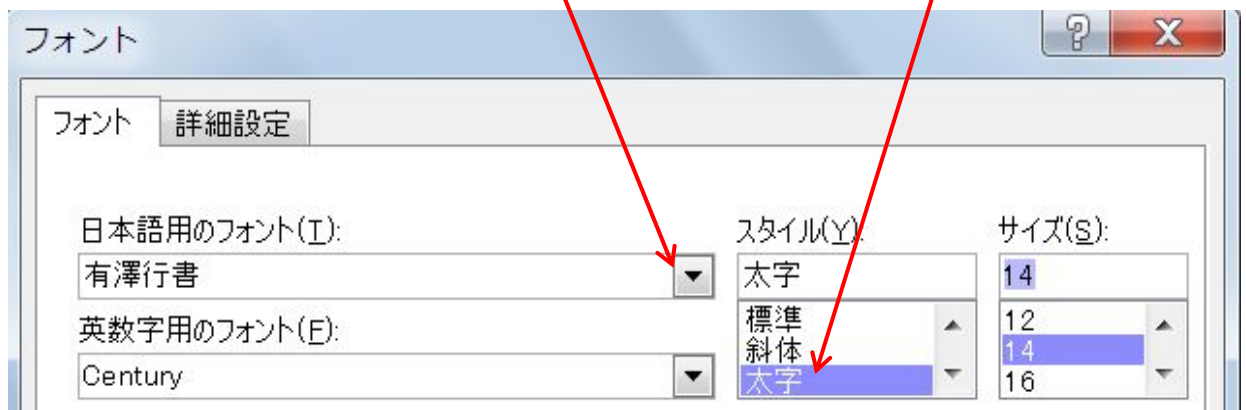 フォント
フォント 詳細設定
日本語用のフォント(T): スタイル(Y): サイズ(S):
有澤行書 太字 14
英数字用のフォント(F): 標準 12
斜体 14
Century 太字 16